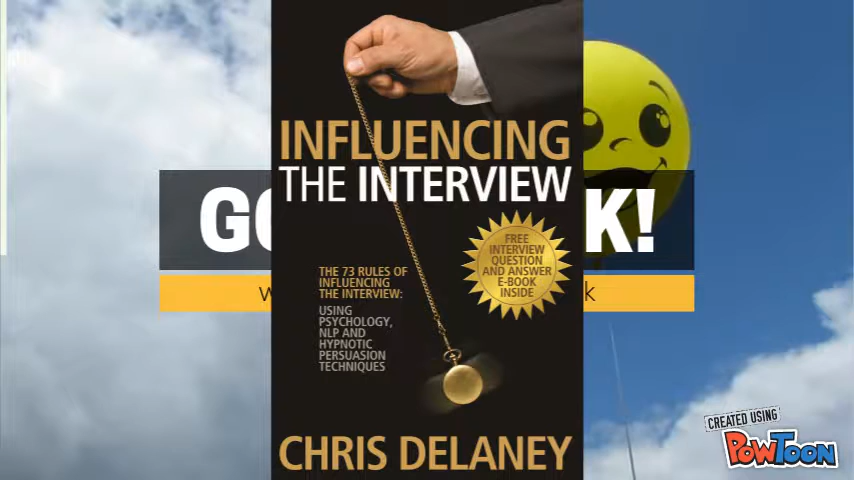 INFLUENCING
THE INTERVIEW
GO K!
w k
FREE
INTERVIEW
QUESTION
AND ANSWER
E-BOOK
INSIDE
THE 73 RULES OF
INFLUENCING
THE INTERVIEW:
USING
PSYCHOLOGY,
NLP AND
HYPNOTIC
PERSUASION
TECHNIQUES
CHRIS DELANEY
CREATED USING
POWTOON